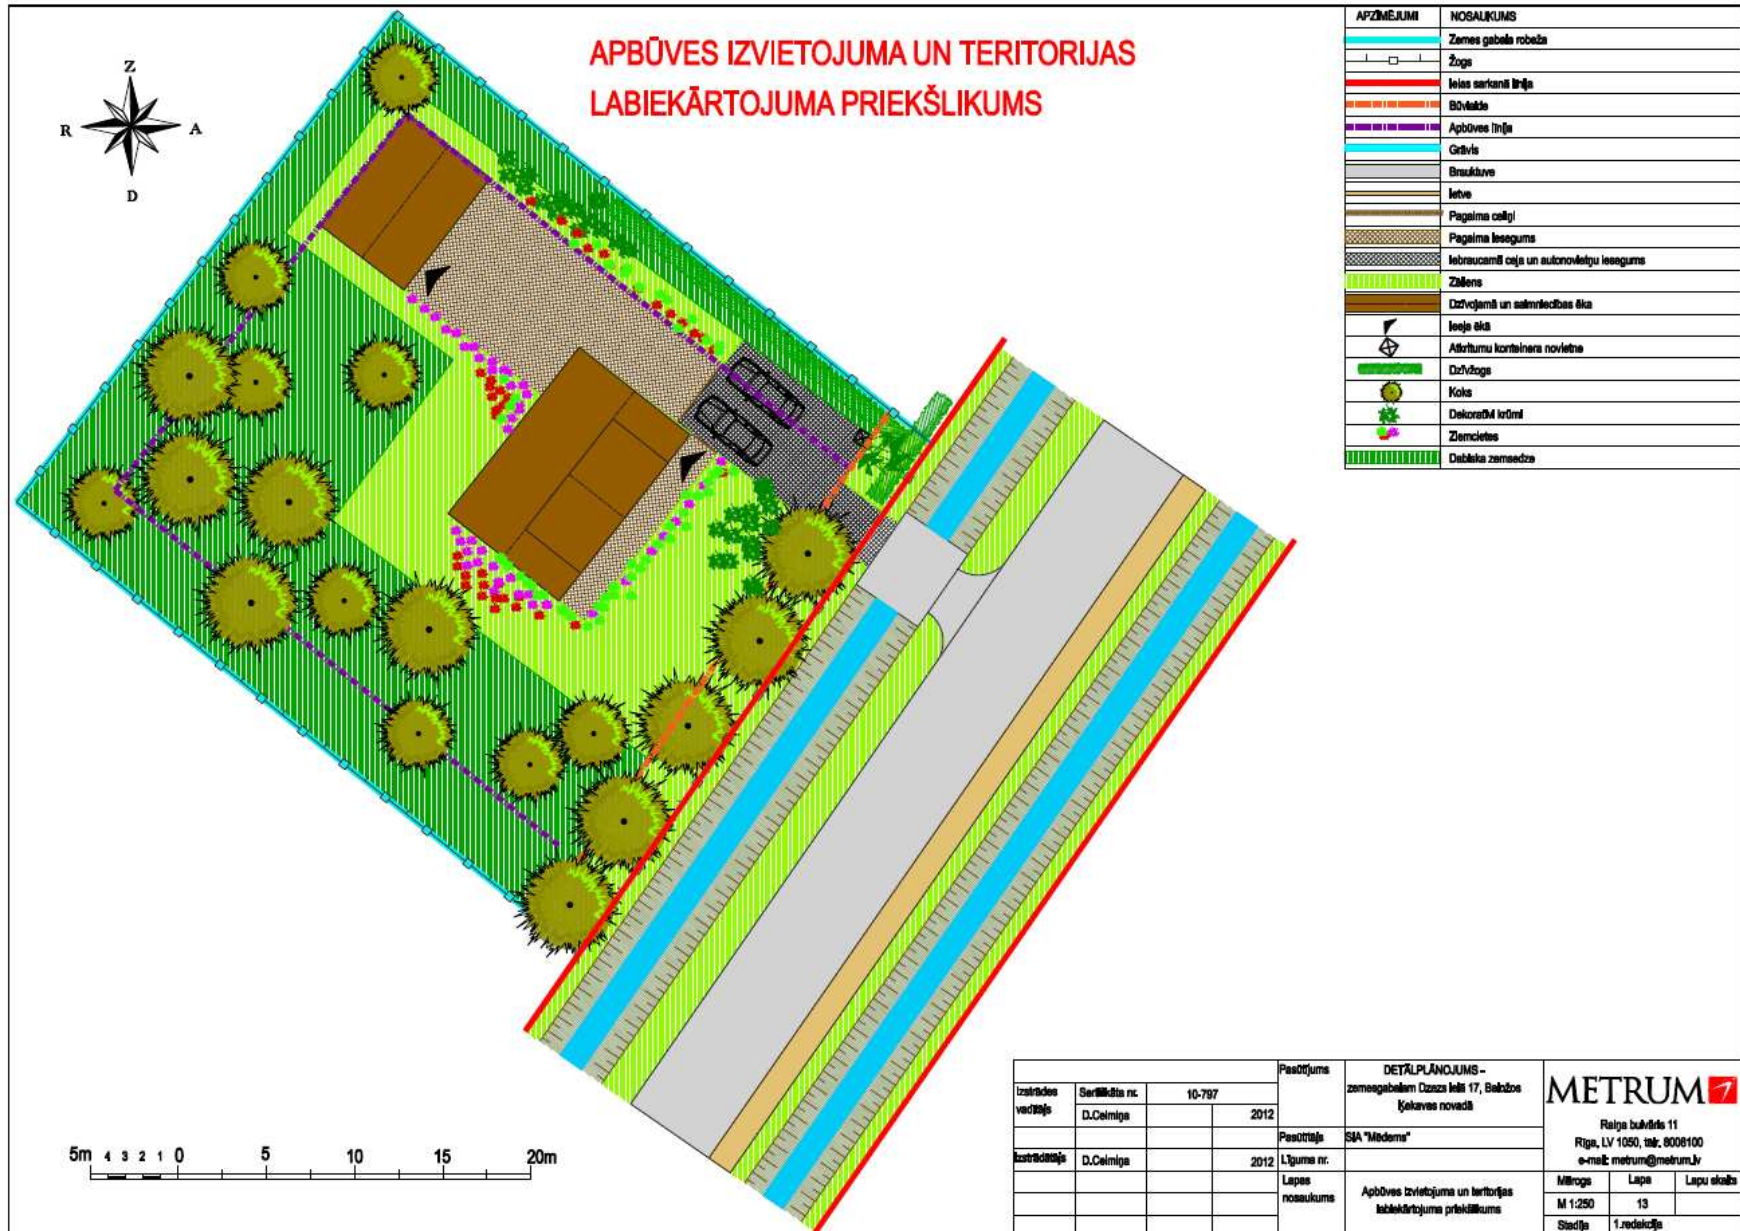 APBŪVES IZVIETOJUMA UN TERITORIJAS
LABIEKĀRTOJUMA PRIEKŠLIKUMS
Z
R A
D
APZĪMĒJUMI NOSAUKUMS
Zemes gabala robeža
Žogs
Ielas sarkanā līnija
Būvlaide
Apbūves līnija
Grāvis
Brauktuve
Ietve
Pagalma celiņi
Pagalma iesegums
Iebraucamā ceļa un autonovietņu iesegums
Zāliens
Dzīvojamā un saimniecības ēka
Ieeja ēkā
Atkritumu konteinera novietne
Dzīvžogs
Koks
Dekoratīvi krūmi
Ziemcietes
Dabiska zemsedze
5m 4 3 2 1 0 5 10 15 20m
Izstrādes vadītājs
Sertifikāta nr. 10-797
D.Celmiņa 2012
Izstrādātājs D.Celmiņa 2012
Pasūtījums
DETĀLPLĀNOJUMS –
zemesgabalam Dzezs ielā 17, Baložos
Ķekavas novadā
Pasūtītājs SIA "Mēdems"
Līguma nr.
Lapas nosaukums
Apbūves izvietojuma un teritorijas
labiekārtojuma priekšlikums
METRUM
Raiņa bulvāris 11
Rīga, LV 1050, talr. 8008100
e-mail: metrum@metrum.lv
Mērogs Lapa Lapu skaits
M 1:250 13
Stadija 1.redakcija